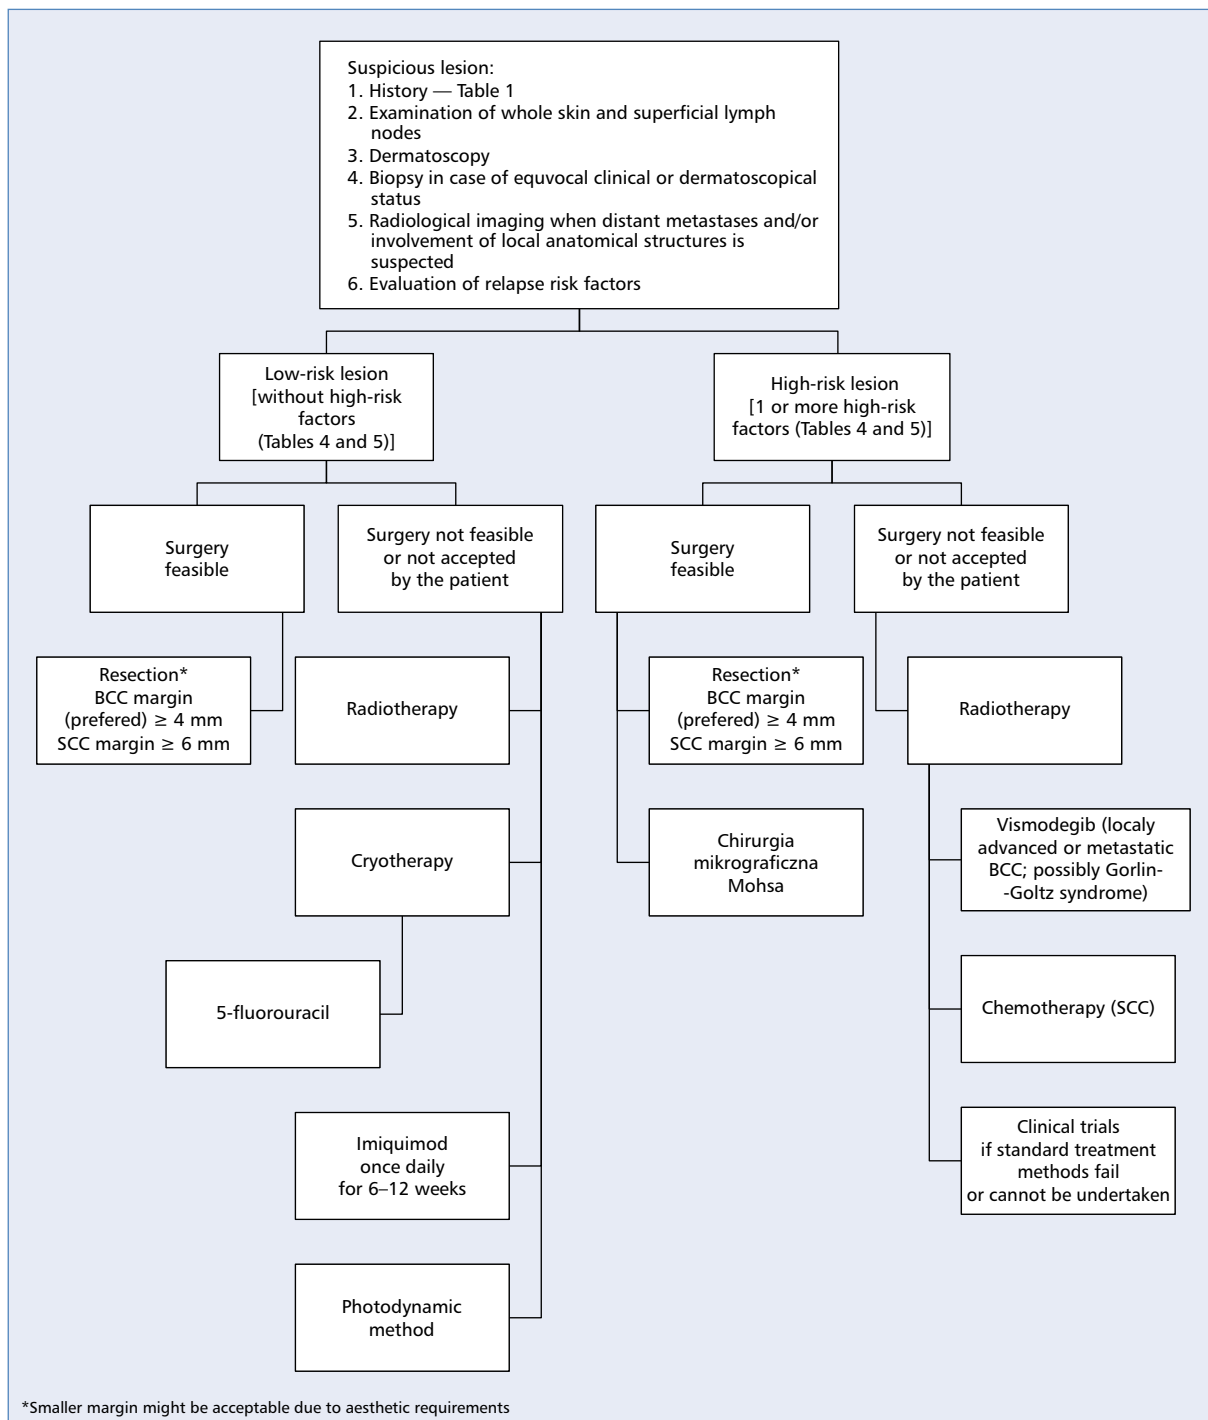 Suspicious lesion:
1. History — Table 1
2. Examination of whole skin and superficial lymph
nodes
3. Dermatoscopy
4. Biopsy in case of equvocal clinical or dermatoscopical
status
5. Radiological imaging when distant metastases and/or
involvement of local anatomical structures is
suspected
6. Evaluation of relapse risk factors
Low-risk lesion
[without high-risk
factors
(Tables 4 and 5)]
High-risk lesion
[1 or more high-risk
factors (Tables 4 and 5)]
Surgery
feasible
Surgery not feasible
or not accepted
by the patient
Surgery
feasible
Surgery not feasible
or not accepted
by the patient
Resection*
BCC margin
(prefered) ≥ 4 mm
SCC margin ≥ 6 mm
Radiotherapy
Resection*
BCC margin
(prefered) ≥ 4 mm
SCC margin ≥ 6 mm
Radiotherapy
Cryotherapy
Chirurgia
mikrograficzna
Mohsa
Vismodegib (localy
advanced or metastatic
BCC; possibly Gorlin-
-Goltz syndrome)
5-fluorouracil
Chemotherapy (SCC)
Imiquimod
once daily
for 6–12 weeks
Clinical trials
if standard treatment
methods fail
or cannot be undertaken
Photodynamic
method
*Smaller margin might be acceptable due to aesthetic requirements